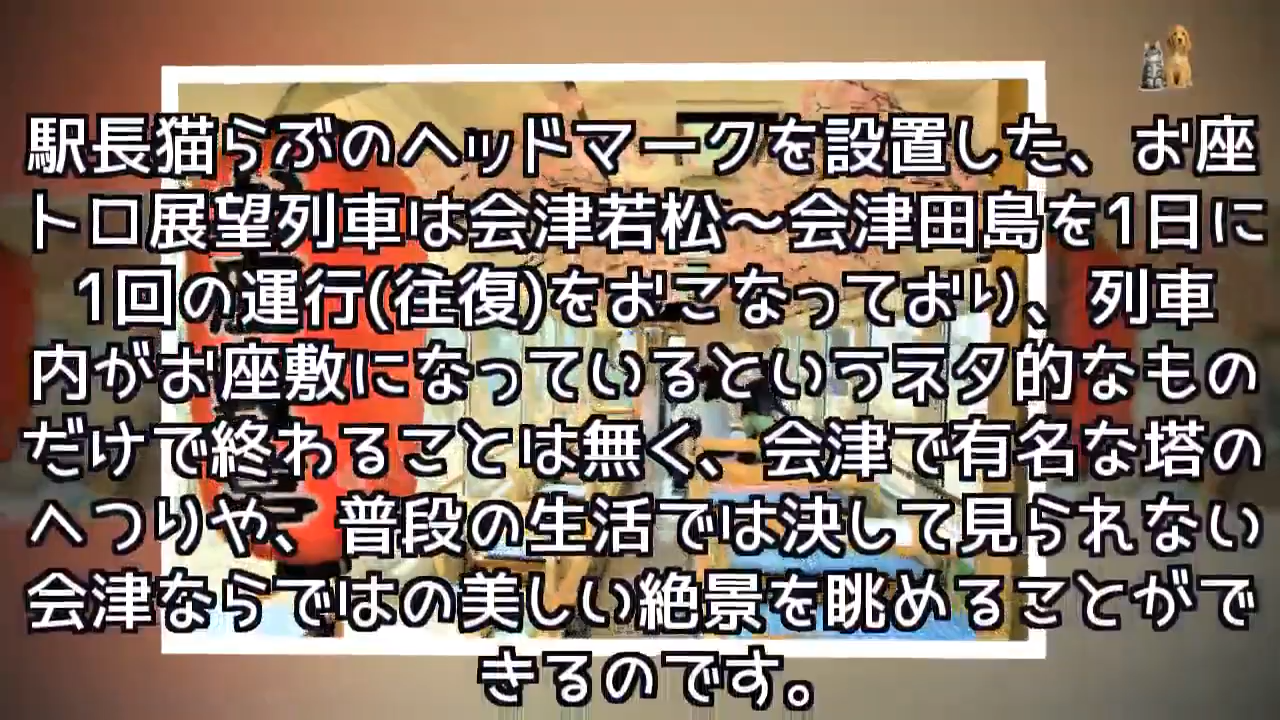 駅長猫らぶのヘッドマークを設置した、お座
トロ展望列車は会津若松～会津田島を1日に
1回の運行(往復)をおこなっており、列車
内がお座敷になっているというネタ的なもの
だけで終わることは無く、会津で有名な塔の
へつりや、普段の生活では決して見られない
会津ならではの美しい絶景を眺めることがで
きるのです。